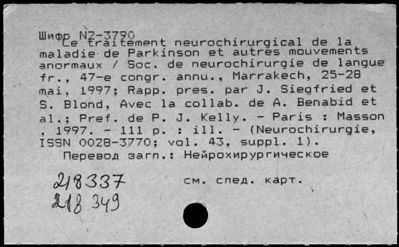 Шифр N2-3790
Le traitement neurochirurgical de la
maladie de Parkinson et autres mouvements
anormaux / Soc. de neurochirurgie de langue
fr., 47-e congr. annu., Marrakech, 25-28
mai, 1997; Rapp. pres. par J. Siegfried et
S. Blond, Avec la collab. de A. Benabid et
al.; Pref. de P. J. Kelly. - Paris : Masson
, 1997. - 111 p. : ill. - (Neurochirurgie,
ISSN 0028-3770; vol. 43, suppl. 1).
Перевод загл.: Нейрохирургическое
218337
см. след. карт.
218349